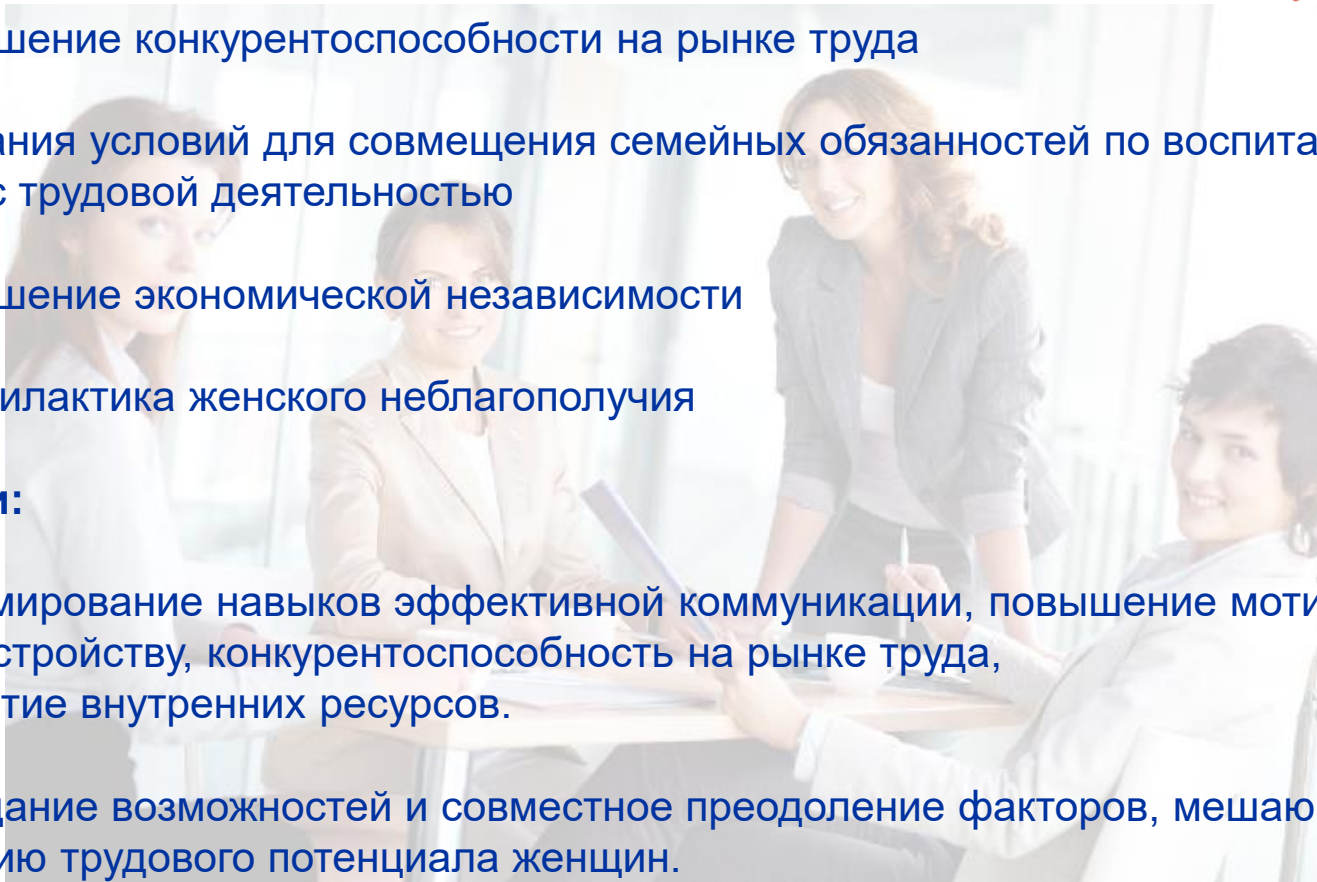 шение конкурентоспособности на рынке труда
ания условий для совмещения семейных обязанностей по воспита
с трудовой деятельностью
шение экономической независимости
илактика женского неблагополучия
и:
мирование навыков эффективной коммуникации, повышение моти
стройству, конкурентоспособность на рынке труда,
тие внутренних ресурсов.
дание возможностей и совместное преодоление факторов, мешаю
ию трудового потенциала женщин.